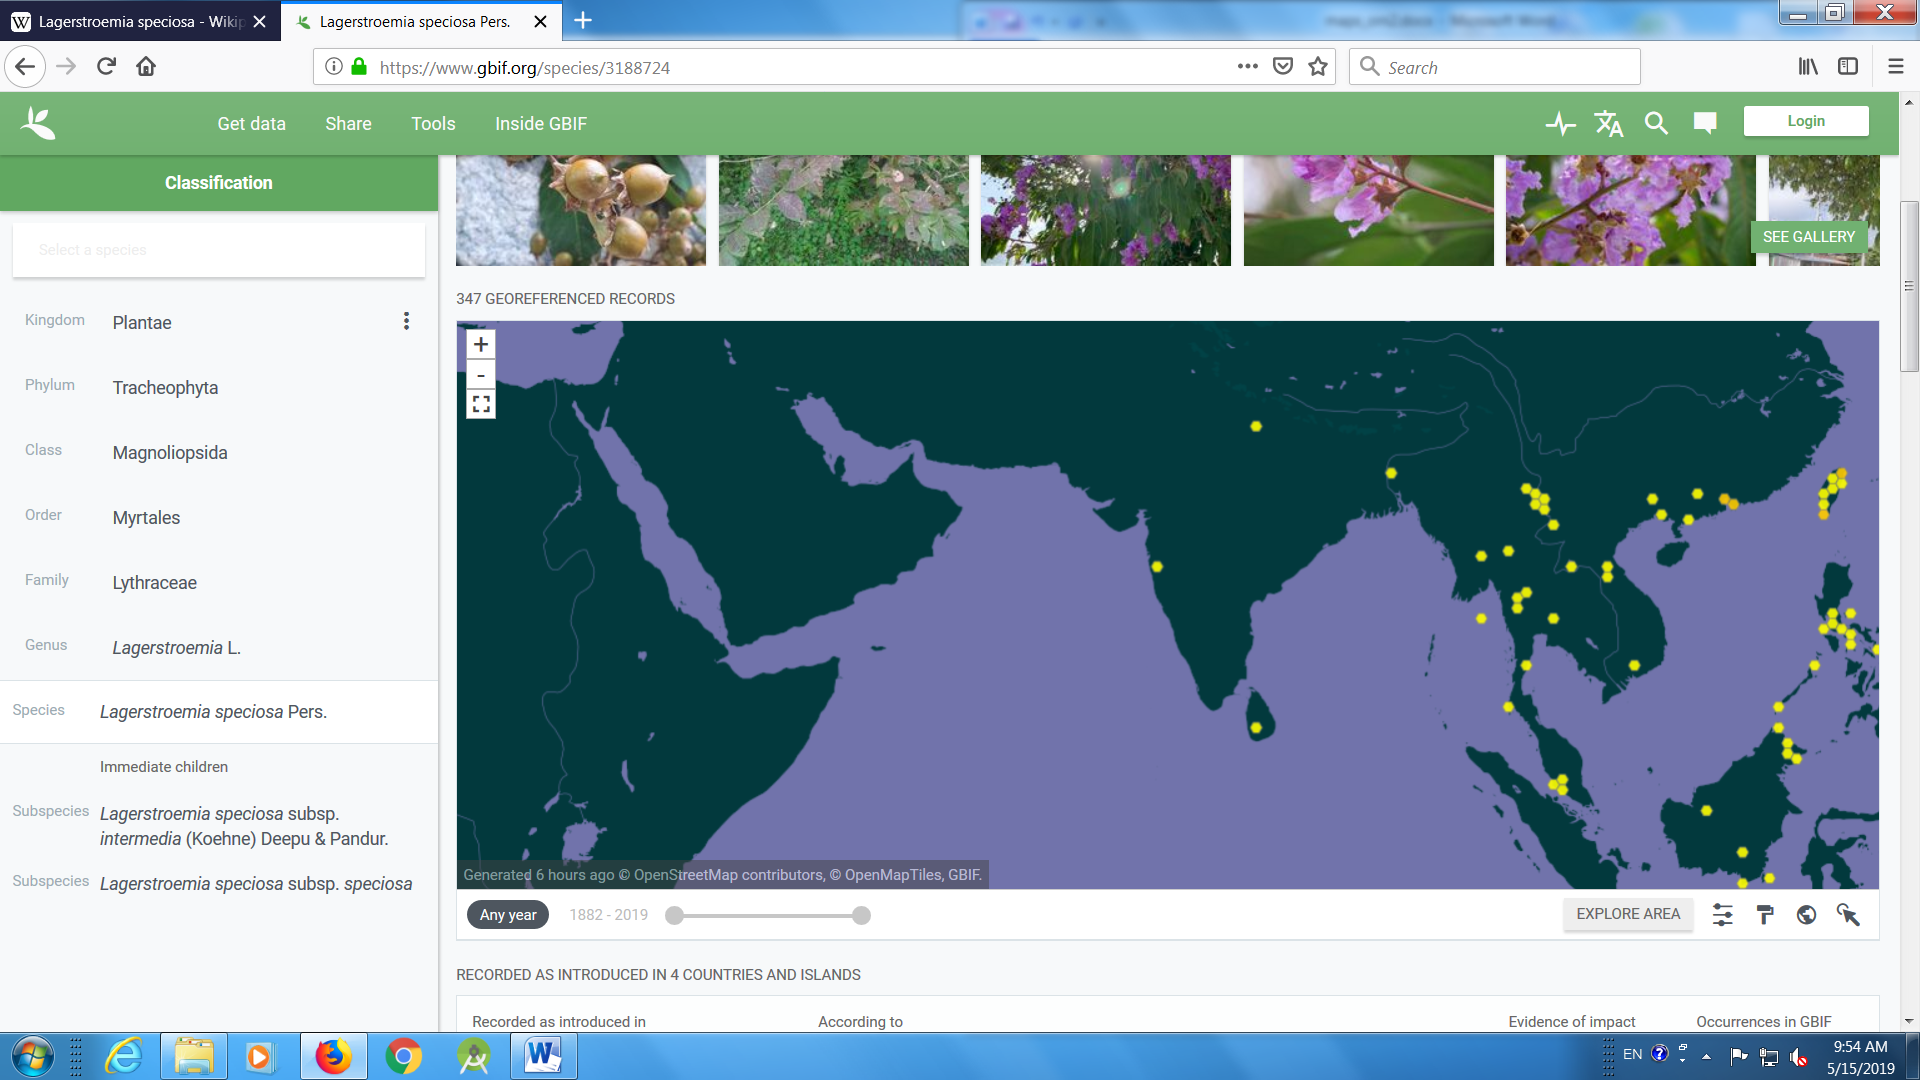 Lagerstroemia speciosa - Wikip
Lagerstroemia speciosa Pers.
https://www.gbif.org/species/3188724
Search
Get data
Share
Tools
Inside GBIF
Login
Classification
Select a species
Kingdom Plantae
Phylum Tracheophyta
Class Magnoliopsida
Order Myrtales
Family Lythraceae
Genus Lagerstroemia L.
Species Lagerstroemia speciosa Pers.
Immediate children
Subspecies Lagerstroemia speciosa subsp.
intermedia (Koehne) Deepu & Pandur.
Subspecies Lagerstroemia speciosa subsp. speciosa
SEE GALLERY
347 GEOREFERENCED RECORDS
+
-
Generated 6 hours ago © OpenStreetMap contributors, © OpenMapTiles, GBIF.
Any year
1882 - 2019
EXPLORE AREA
RECORDED AS INTRODUCED IN 4 COUNTRIES AND ISLANDS
Recorded as introduced in According to Evidence of impact Occurrences in GBIF
EN
9:54 AM
5/15/2019